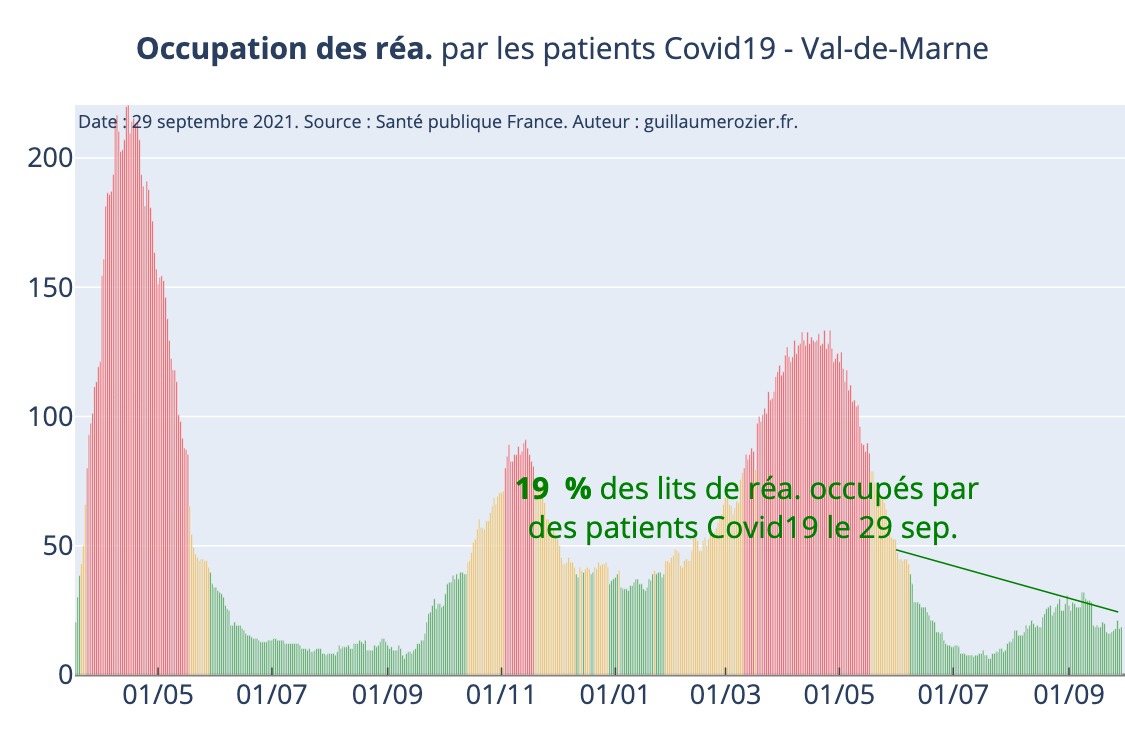 Occupation des réa. par les patients Covid19 - Val-de-Marne
Date : 29 septembre 2021. Source : Santé publique France. Auteur : guillaumerozier.fr.
200
150
100
50
0
19 % des lits de réa. occupés par
des patients Covid19 le 29 sep.
01/05 01/07 01/09 01/11 01/01 01/03 01/05 01/07 01/09